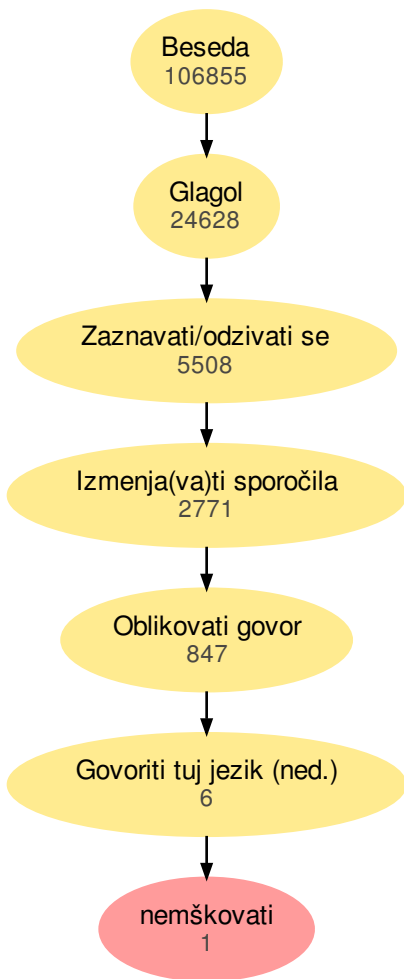 Beseda
106855
Glagol
24628
Zaznavati/odzivati se
5508
Izmenja(va)ti sporočila
2771
Oblikovati govor
847
Govoriti tuj jezik (ned.)
6
nemškovati
1